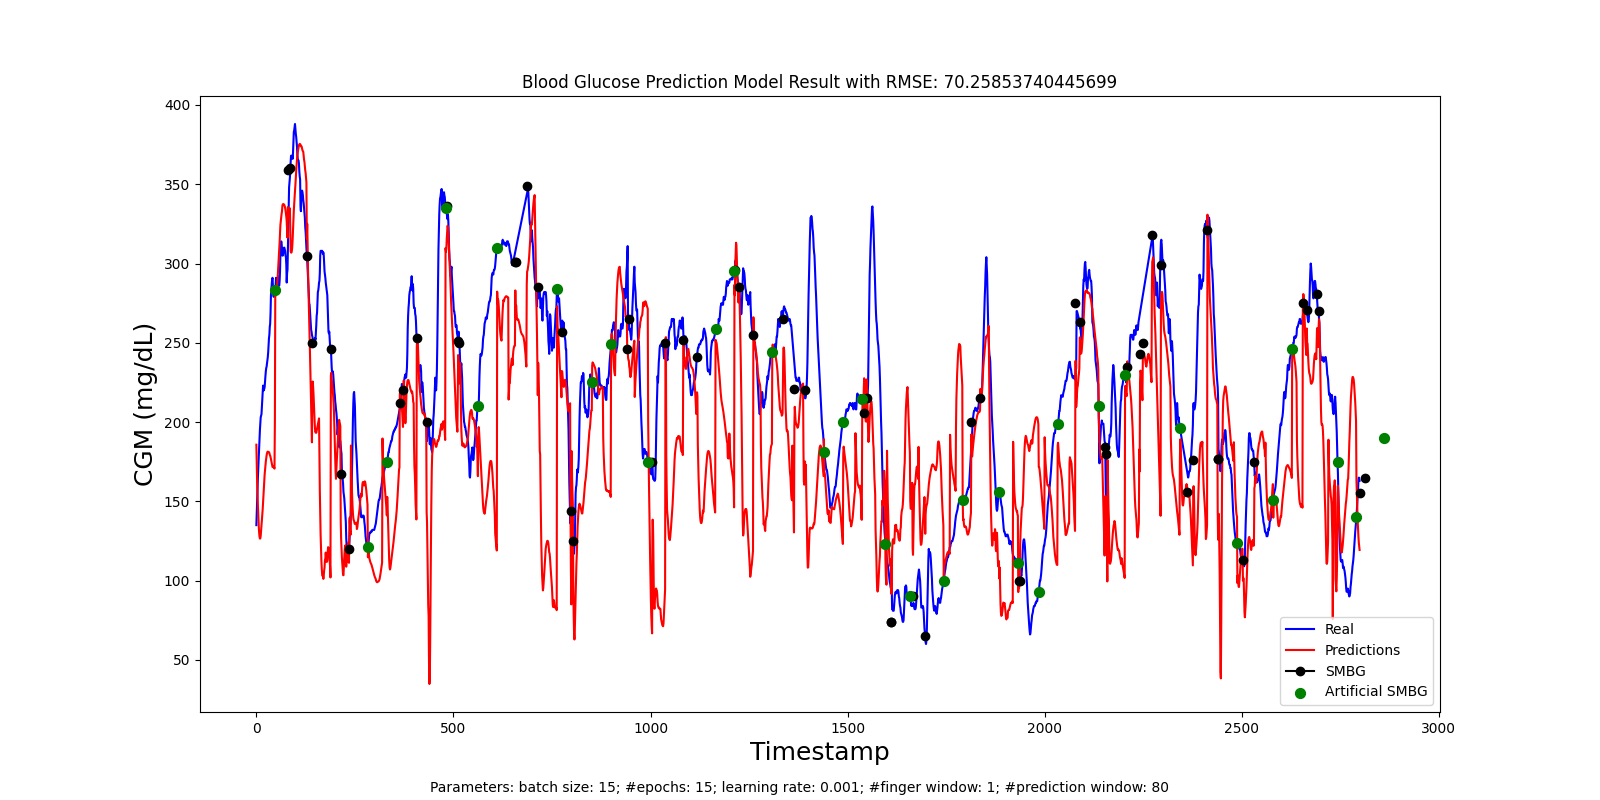 Blood Glucose Prediction Model Result with RMSE: 70.25853740445699
400
350
300
250
200
150
100
50
CGM (mg/dL)
0
500
1000
1500
2000
2500
3000
Timestamp
Real
Predictions
SMBG
Artificial SMBG
Parameters: batch size: 15; #epochs: 15; learning rate: 0.001; #finger window: 1; #prediction window: 80